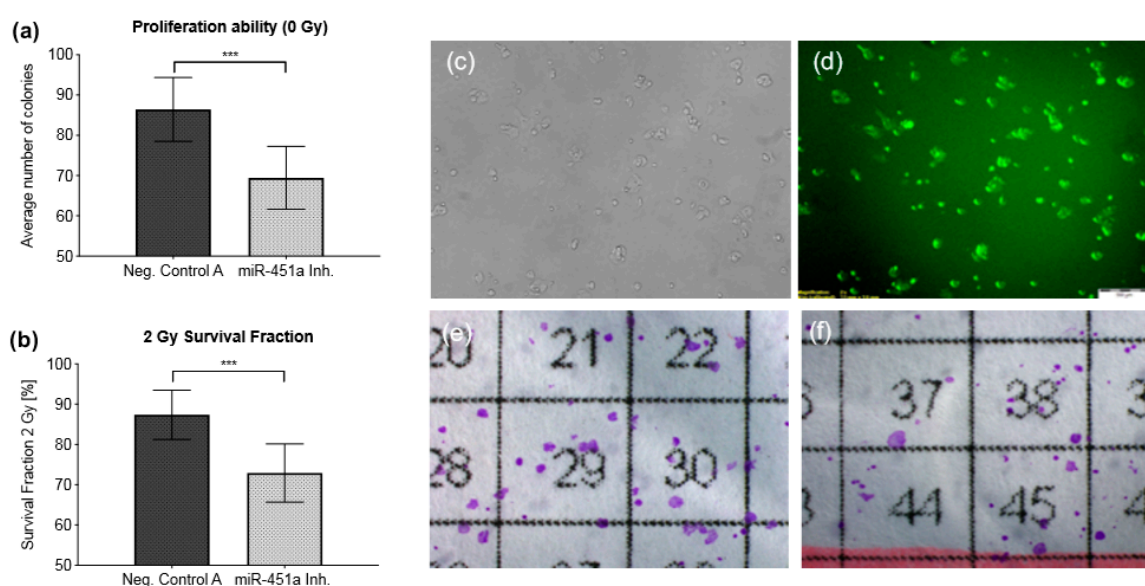 (a)
Proliferation ability (0 Gy)
***
Average number of colonies
100
90
80
70
60
50
Neg. Control A
miR-451a Inh.
(b)
2 Gy Survival Fraction
***
Survival Fraction 2 Gy [%]
100
90
80
70
60
50
Neg. Control A
miR-451a Inh.
(c)
(d)
(e)
20
21
22
28
29
30
(f)
37
38
44
45